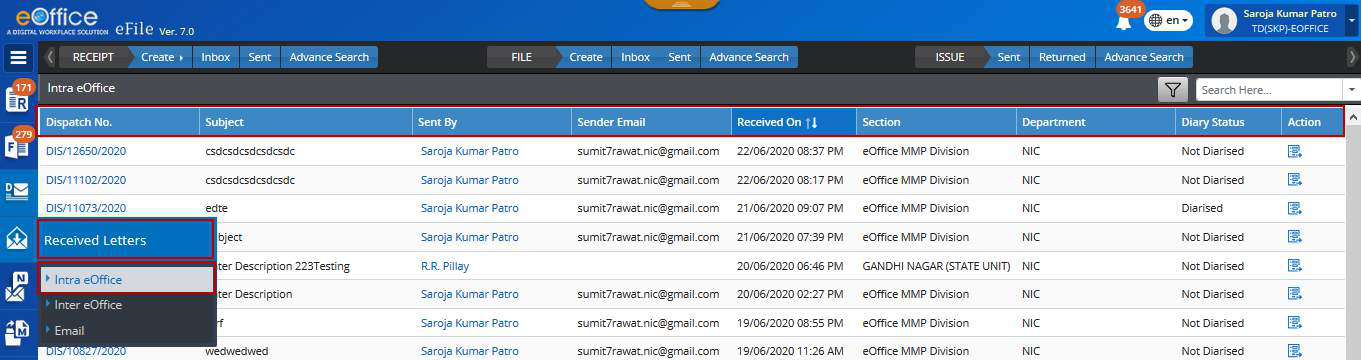 eOffice
A DIGITAL WORKPLACE SOLUTION eFile Ver. 7.0
3641
en
Saroja Kumar Patro
TD(SKP)-EOFFICE
RECEIPT Create Inbox Sent Advance Search FILE Create Inbox Sent Advance Search ISSUE Sent Returned Advance Search
171
R
279
F
D
N
M
Intra eOffice Search Here...
Dispatch No. Subject Sent By Sender Email Received On Section Department Diary Status Action
DIS/12650/2020 csdcsdcsdcsdcsdc Saroja Kumar Patro sumit7rawat.nic@gmail.com 22/06/2020 08:37 PM eOffice MMP Division NIC Not Diarised
DIS/11102/2020 csdcsdcsdcsdcsdc Saroja Kumar Patro sumit7rawat.nic@gmail.com 22/06/2020 08:17 PM eOffice MMP Division NIC Not Diarised
DIS/11073/2020 edte Saroja Kumar Patro sumit7rawat.nic@gmail.com 21/06/2020 09:07 PM eOffice MMP Division NIC Diarised
bject Saroja Kumar Patro sumit7rawat.nic@gmail.com 21/06/2020 07:39 PM eOffice MMP Division NIC Not Diarised
Received Letters
ter Description 223Testing R.R. Pillay 20/06/2020 06:46 PM GANDHI NAGAR (STATE UNIT) NIC Not Diarised
Intra eOffice
ter Description Saroja Kumar Patro sumit7rawat.nic@gmail.com 20/06/2020 02:27 PM eOffice MMP Division NIC Not Diarised
Inter eOffice
rf Saroja Kumar Patro sumit7rawat.nic@gmail.com 19/06/2020 08:55 PM eOffice MMP Division NIC Not Diarised
Email
DIS/10827/2020 wedwedwed Saroja Kumar Patro sumit7rawat.nic@gmail.com 19/06/2020 11:26 AM eOffice MMP Division NIC Not Diarised